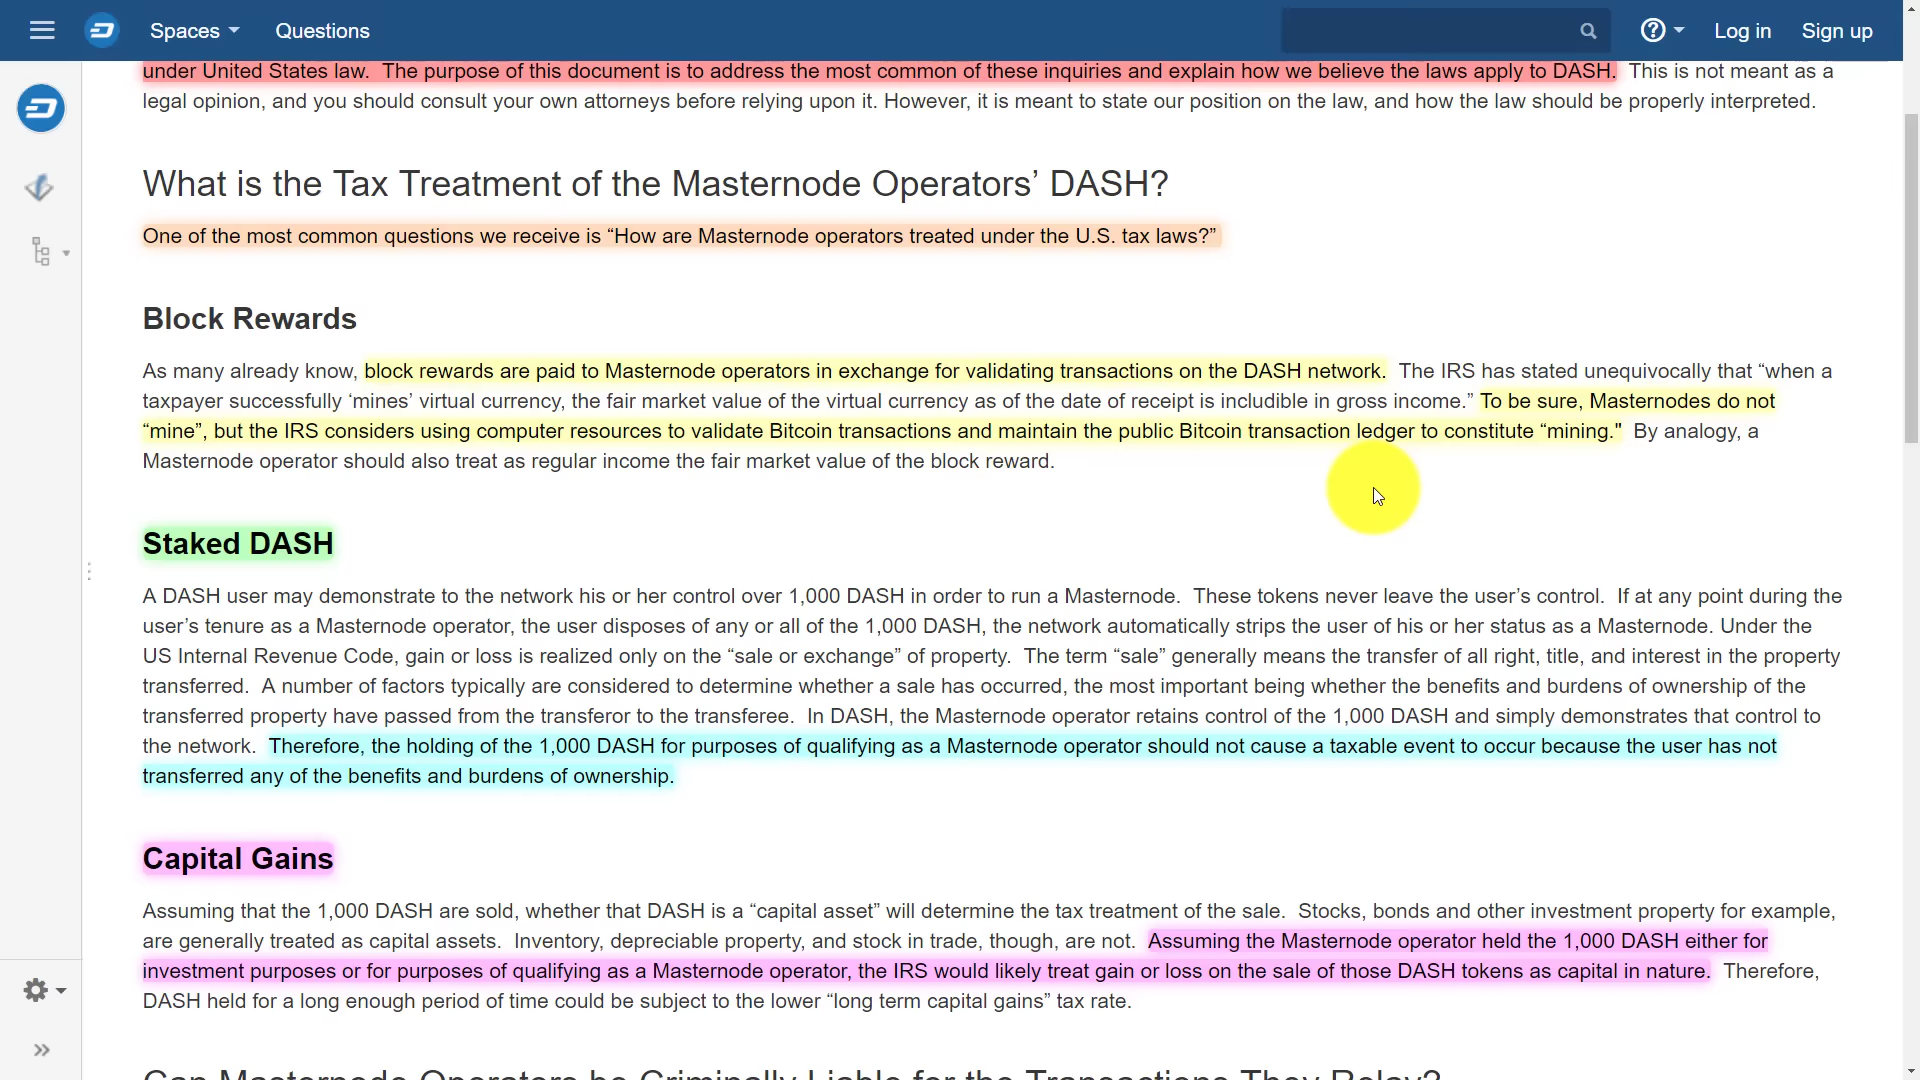 Spaces Questions Log in Sign up
under United States law.  The purpose of this document is to address the most common of these inquiries and explain how we believe the laws apply to DASH.  This is not meant as a
legal opinion, and you should consult your own attorneys before relying upon it. However, it is meant to state our position on the law, and how the law should be properly interpreted.
What is the Tax Treatment of the Masternode Operators’ DASH?
One of the most common questions we receive is “How are Masternode operators treated under the U.S. tax laws?”
Block Rewards
As many already know, block rewards are paid to Masternode operators in exchange for validating transactions on the DASH network.  The IRS has stated unequivocally that “when a
taxpayer successfully ‘mines’ virtual currency, the fair market value of the virtual currency as of the date of receipt is includible in gross income.” To be sure, Masternodes do not
“mine”, but the IRS considers using computer resources to validate Bitcoin transactions and maintain the public Bitcoin transaction ledger to constitute “mining."  By analogy, a
Masternode operator should also treat as regular income the fair market value of the block reward.
Staked DASH
A DASH user may demonstrate to the network his or her control over 1,000 DASH in order to run a Masternode.  These tokens never leave the user’s control.  If at any point during the
user’s tenure as a Masternode operator, the user disposes of any or all of the 1,000 DASH, the network automatically strips the user of his or her status as a Masternode. Under the
US Internal Revenue Code, gain or loss is realized only on the “sale or exchange” of property.  The term “sale” generally means the transfer of all right, title, and interest in the property
transferred.  A number of factors typically are considered to determine whether a sale has occurred, the most important being whether the benefits and burdens of ownership of the
transferred property have passed from the transferor to the transferee.  In DASH, the Masternode operator retains control of the 1,000 DASH and simply demonstrates that control to
the network.  Therefore, the holding of the 1,000 DASH for purposes of qualifying as a Masternode operator should not cause a taxable event to occur because the user has not
transferred any of the benefits and burdens of ownership.
Capital Gains
Assuming that the 1,000 DASH are sold, whether that DASH is a “capital asset” will determine the tax treatment of the sale.  Stocks, bonds and other investment property for example,
are generally treated as capital assets.  Inventory, depreciable property, and stock in trade, though, are not.  Assuming the Masternode operator held the 1,000 DASH either for
investment purposes or for purposes of qualifying as a Masternode operator, the IRS would likely treat gain or loss on the sale of those DASH tokens as capital in nature.  Therefore,
DASH held for a long enough period of time could be subject to the lower “long term capital gains” tax rate.
Can Masternode Operators be Criminally Liable for the Transactions They Relay?